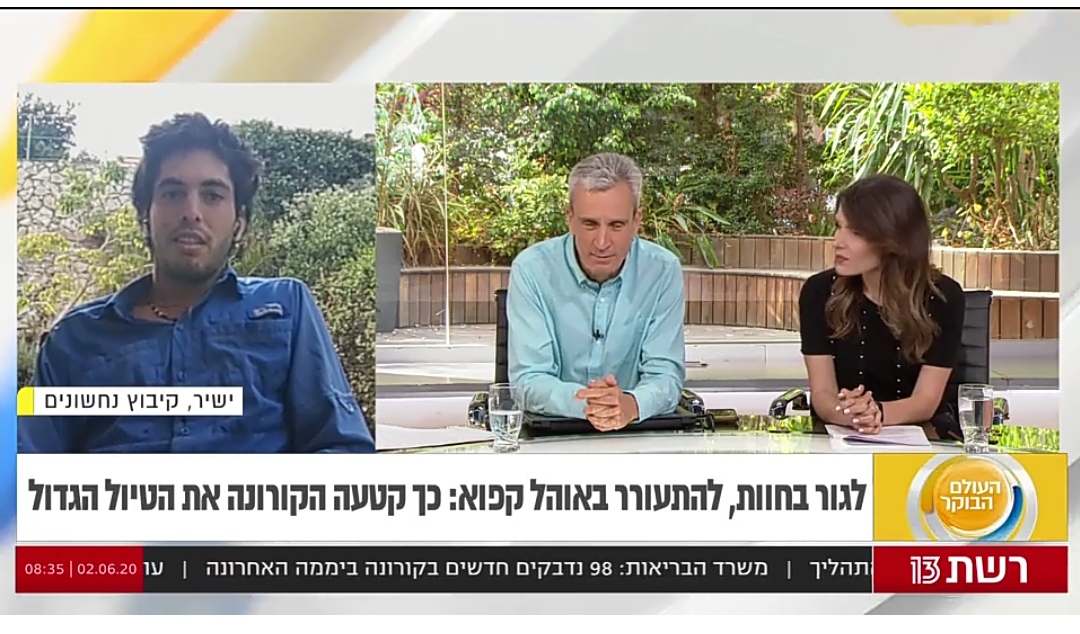 ישיר, קיבוץ נחשונים
לגור בחוות, להתעורר באוהל קפוא: כך קטעה הקורונה את הטיול הגדול
העולם
הבוקר
רשת 13
משרד הבריאות: 98 נדבקים חדשים בקורונה ביממה האחרונה |
08:35 | 02.06.20